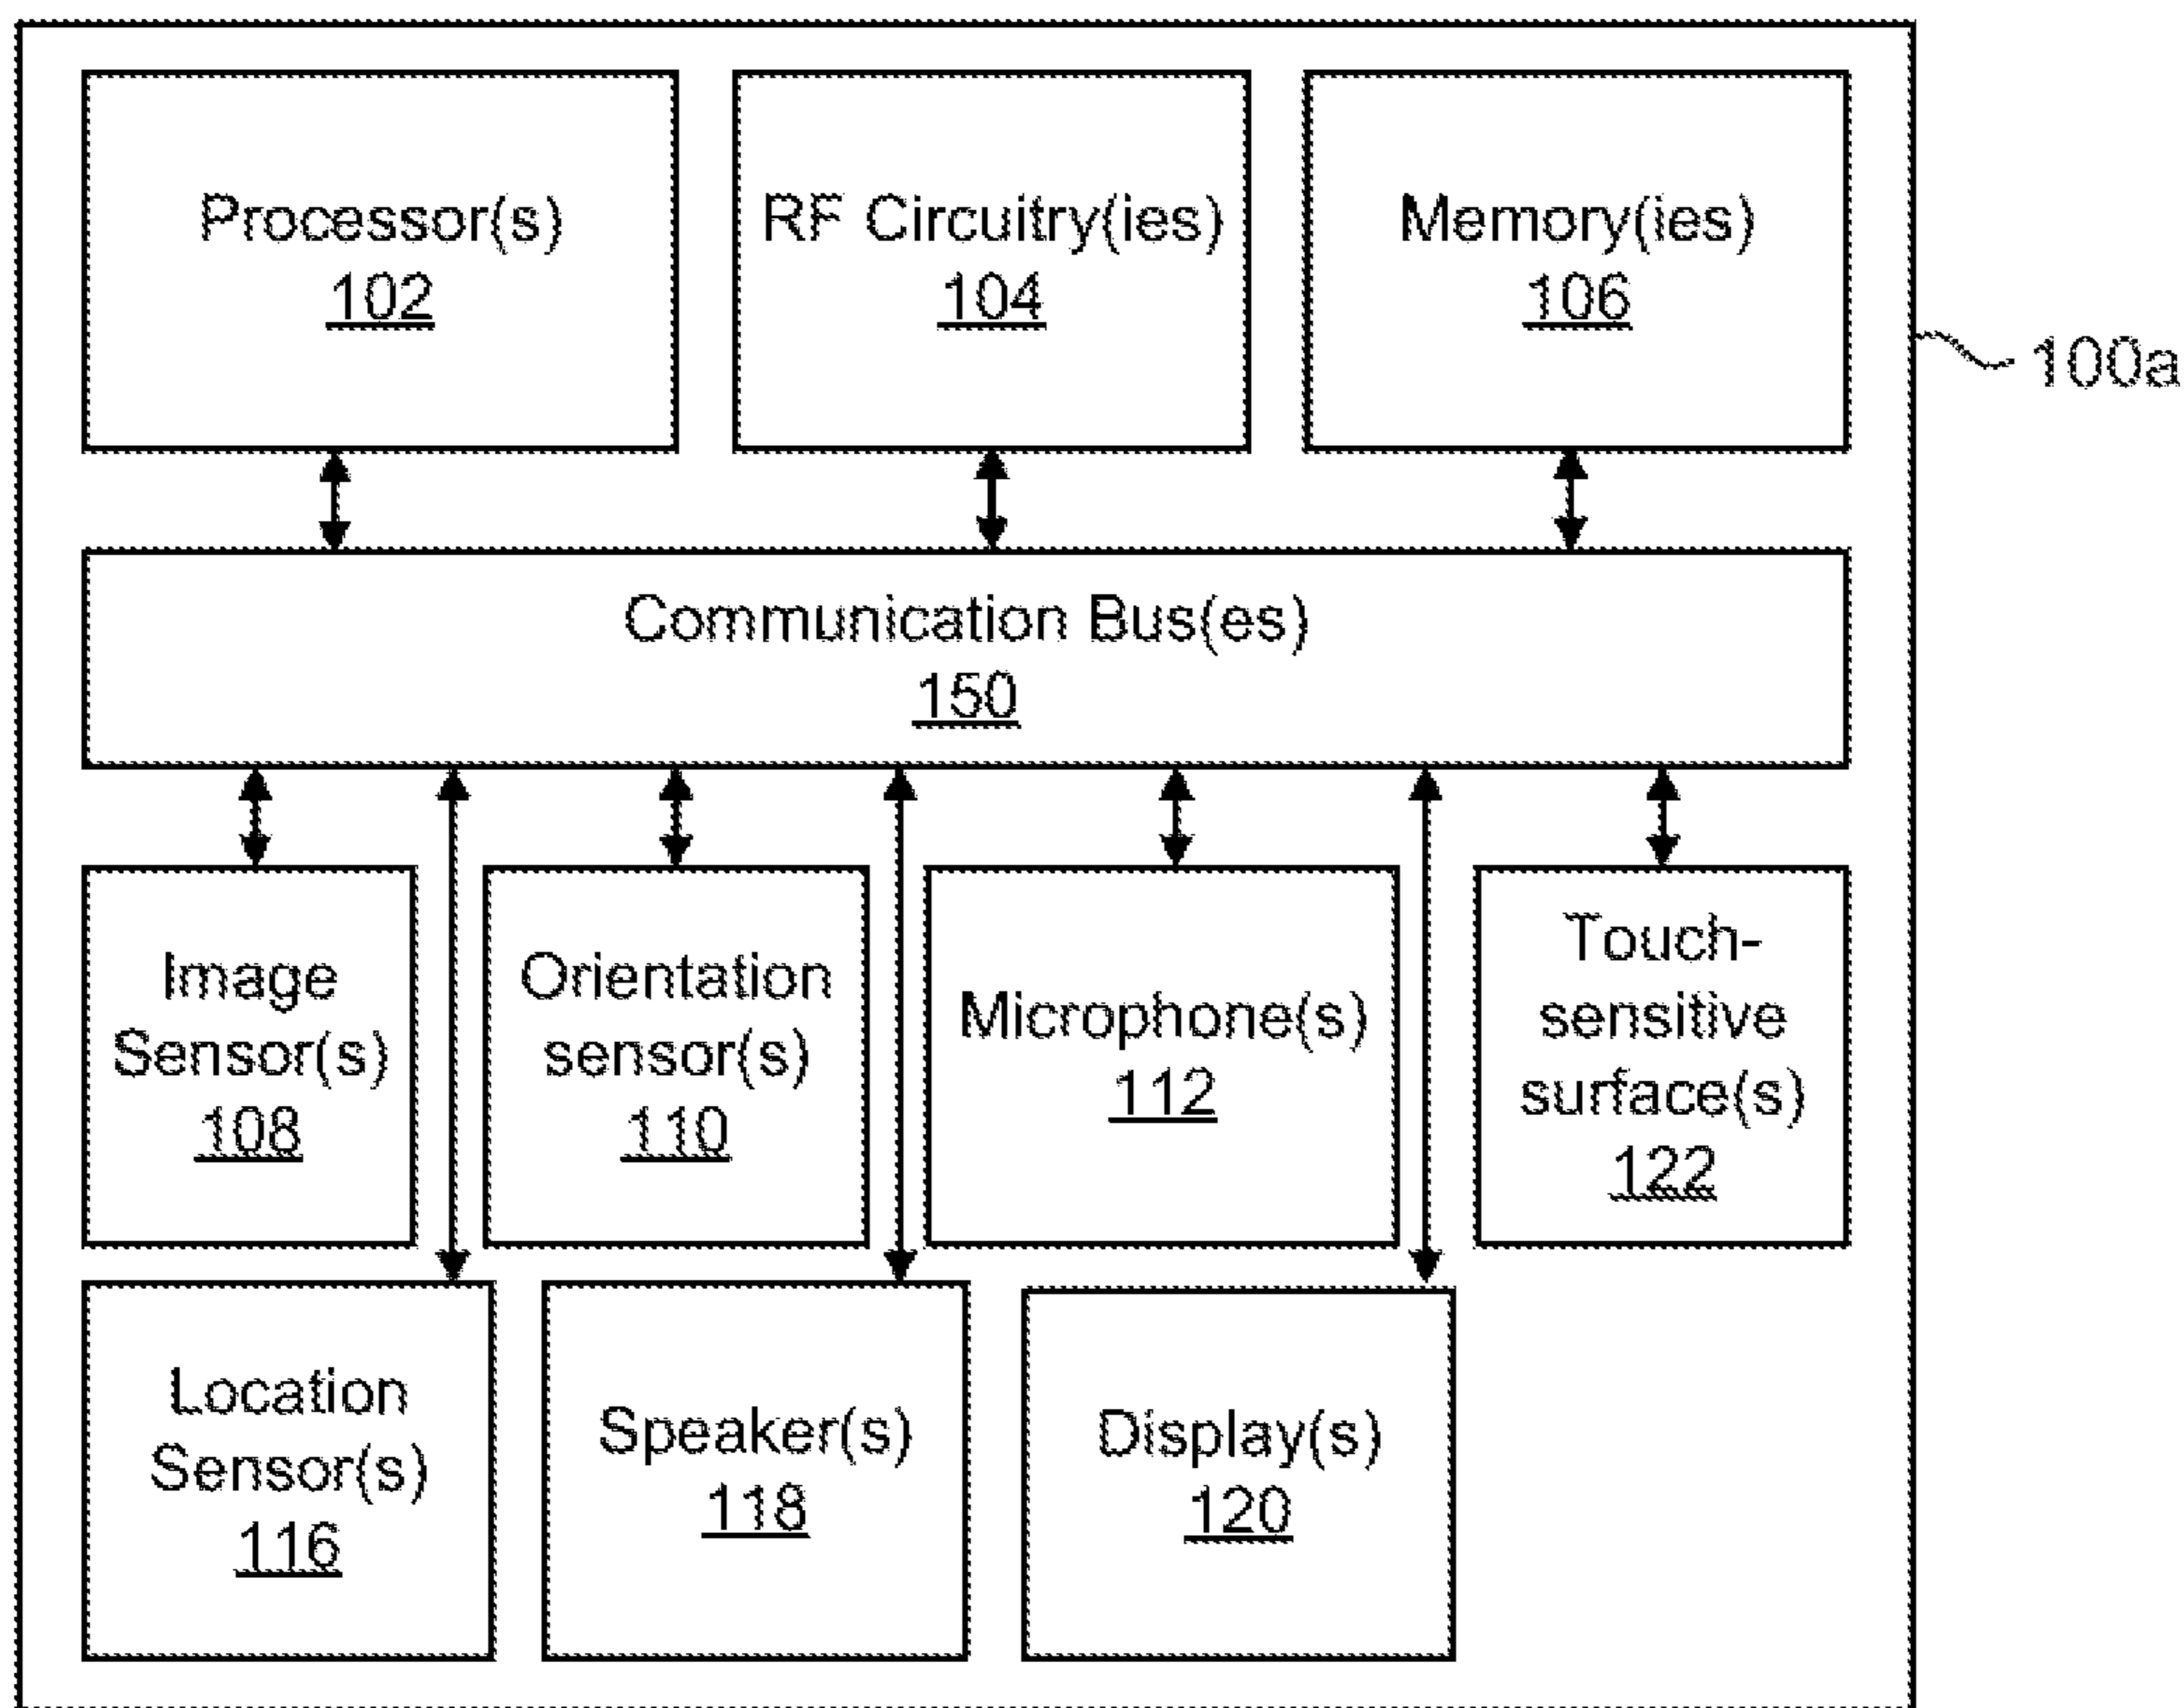 Processor(s)
102
RF Circuitry(ies)
104
Memory(ies)
106
100a
Communication Bus(es)
150
Image
Sensor(s)
108
Orientation
sensor(s)
110
Microphone(s)
112
Touch-
sensitive
surface(s)
122
Location
Sensor(s)
116
Speaker(s)
118
Display(s)
120